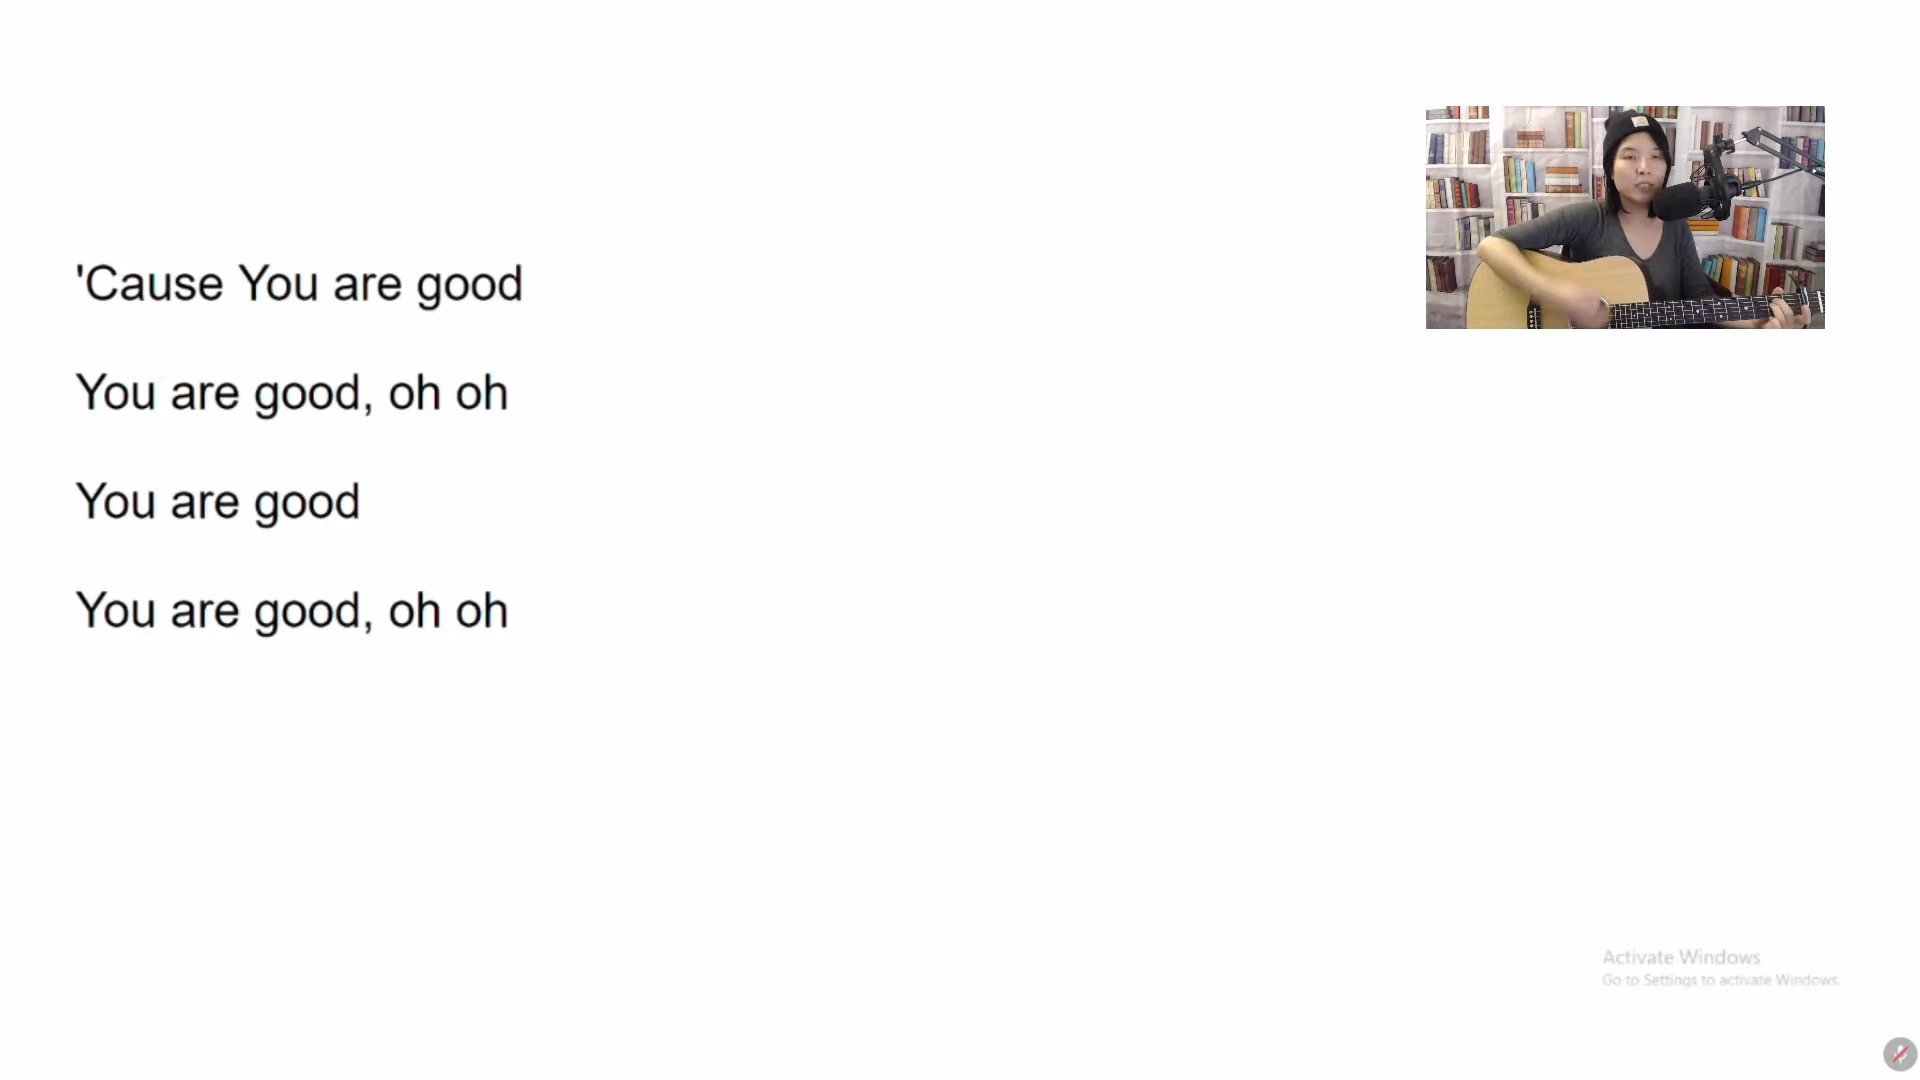 'Cause You are good
You are good, oh oh
You are good
You are good, oh oh
Activate Windows
Go to Settings to activate Windows.